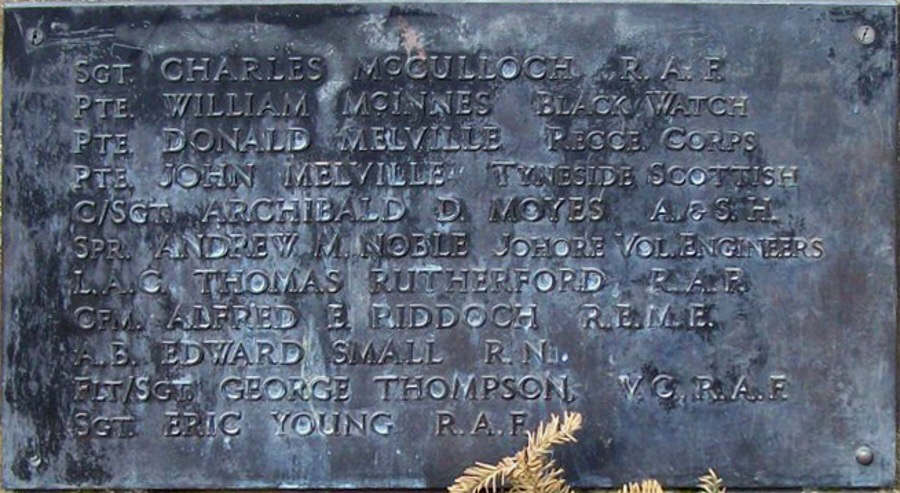 SGT. CHARLES McCULLOCH R.A.F.
PTE. WILLIAM McINNES BLACK WATCH
PTE. DONALD MELVILLE RECCE. CORPS
PTE. JOHN MELVILLE TYNESIDE SCOTTISH
C/SGT. ARCHIBALD D. MOYES A.&S.H.
SPR. ANDREW M. NOBLE JOHORE VOL. ENGINEERS
L.A.C. THOMAS RUTHERFORD R.A.F.
CFM. ALFRED E. RIDDOCH R.E.M.E.
A.B. EDWARD SMALL R.N.
FLT/SGT. GEORGE THOMPSON, V.C. R.A.F.
SGT. ERIC YOUNG R.A.F.